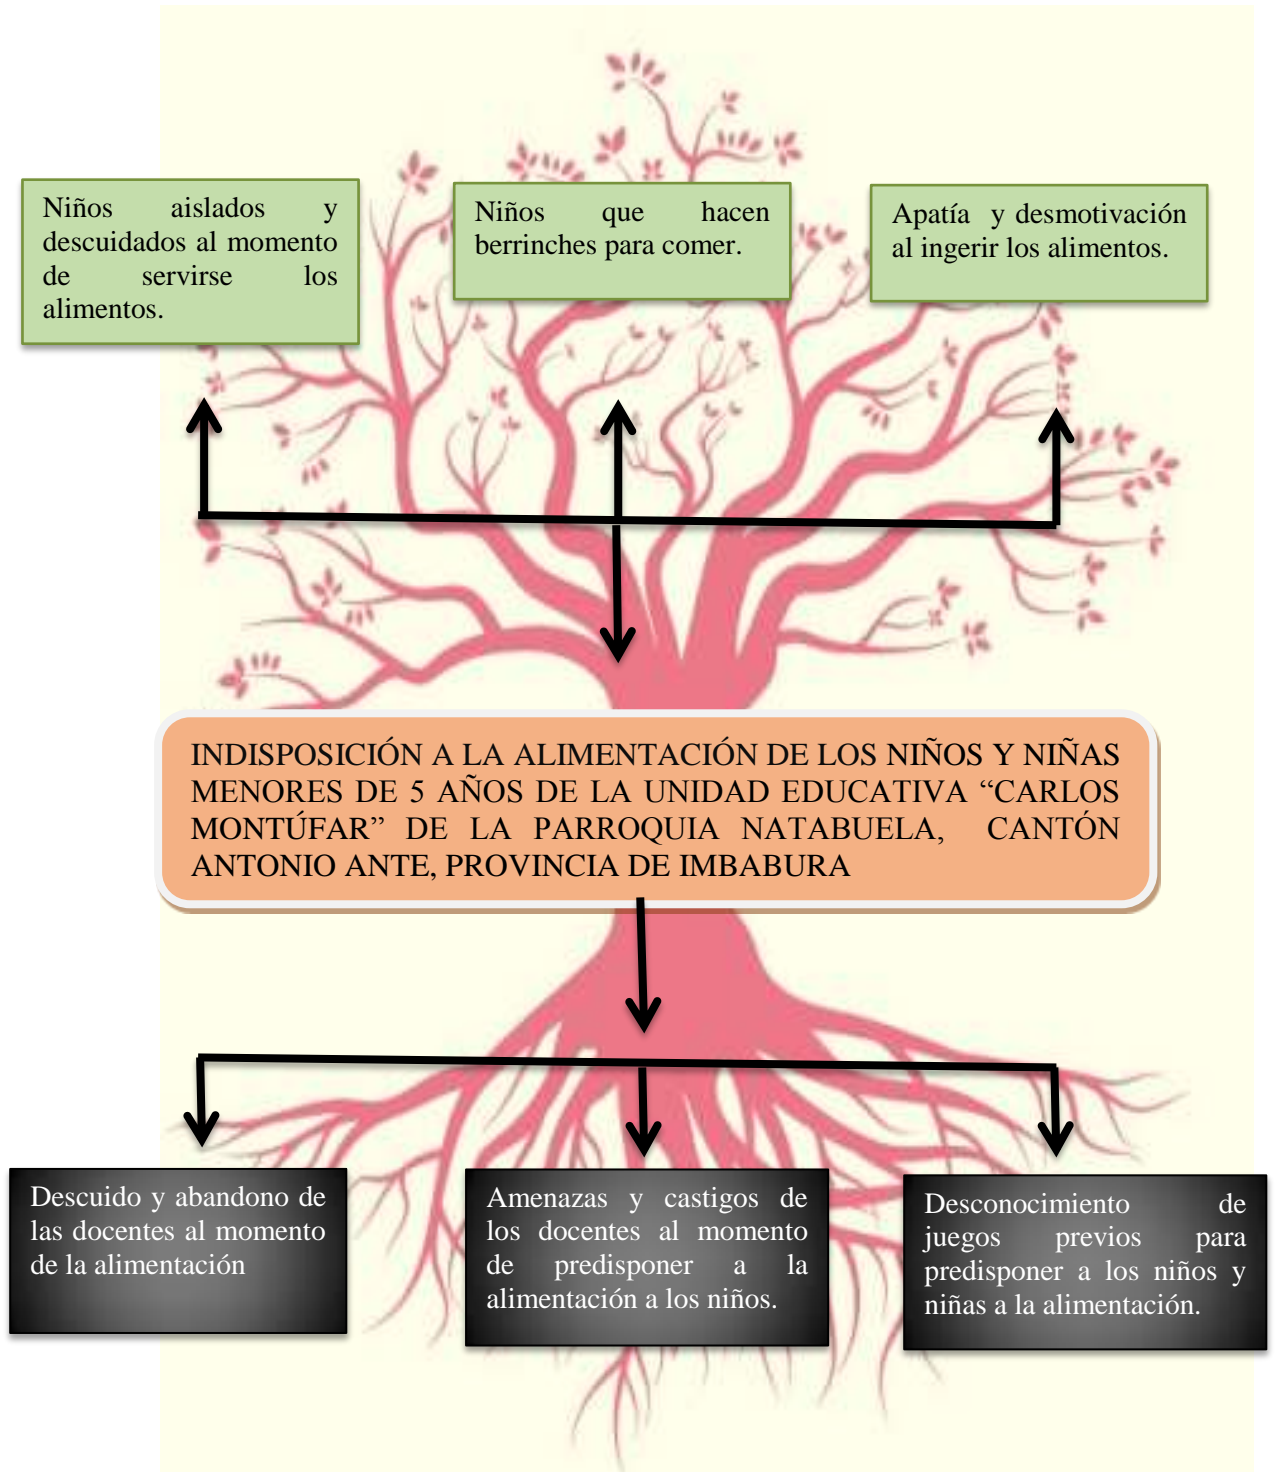 Niños aislados y
descuidados al momento
de servirse los
alimentos.
Niños que hacen
berrinches para comer.
Apatía y desmotivación
al ingerir los alimentos.
INDISPOSICIÓN A LA ALIMENTACIÓN DE LOS NIÑOS Y NIÑAS
MENORES DE 5 AÑOS DE LA UNIDAD EDUCATIVA “CARLOS
MONTÚFAR” DE LA PARROQUIA NATABUELA, CANTÓN
ANTONIO ANTE, PROVINCIA DE IMBABURA
Descuido y abandono de
las docentes al momento
de la alimentación
Amenazas y castigos de
los docentes al momento
de predisponer a la
alimentación a los niños.
Desconocimiento de
juegos previos para
predisponer a los niños y
niñas a la alimentación.